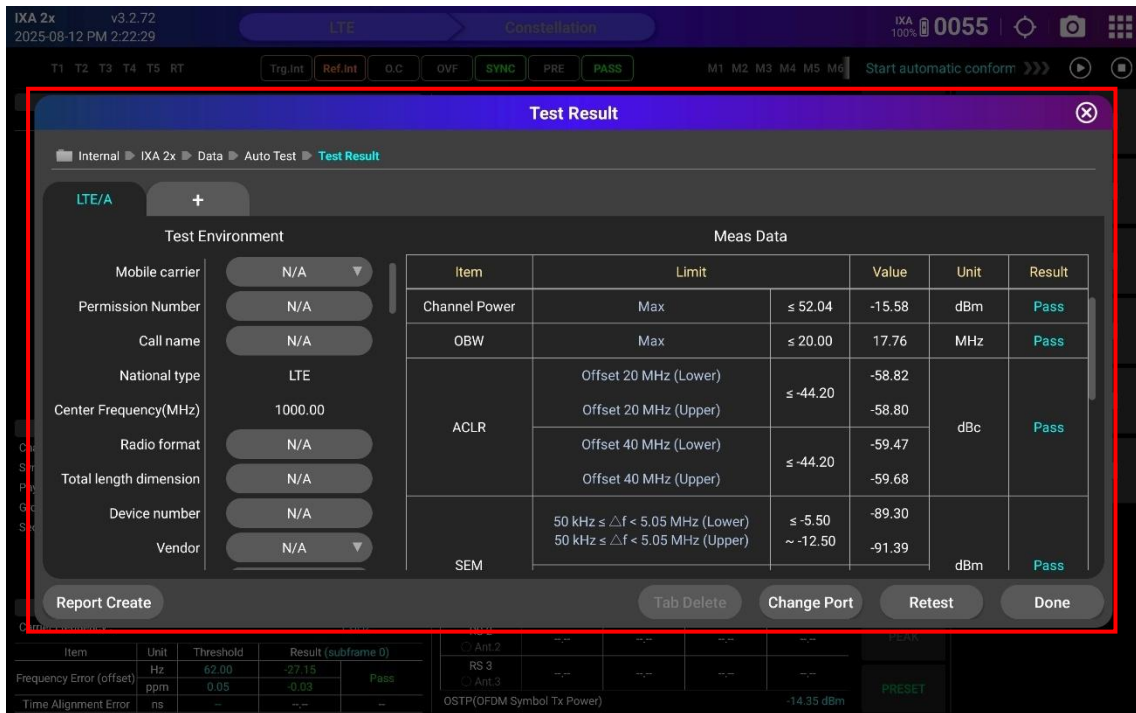 IXA 2x v3.2.72
2025-08-12 PM 2:22:29
LTE
Constellation
IXA 100% 0055
T1 T2 T3 T4 T5 RT
Trg.Int Ref.Int O.C OVF SYNC PRE PASS
M1 M2 M3 M4 M5 M6
Start automatic conform
Test Result
Internal IXA 2x Data Auto Test Test Result
LTE/A +
Test Environment
Mobile carrier N/A
Permission Number N/A
Call name N/A
National type LTE
Center Frequency(MHz) 1000.00
Radio format N/A
Total length dimension N/A
Device number N/A
Vendor N/A
Meas Data
Item Limit Value Unit Result
Channel Power Max ≤ 52.04 -15.58 dBm Pass
OBW Max ≤ 20.00 17.76 MHz Pass
ACLR
Offset 20 MHz (Lower) -58.82
≤ -44.20
Offset 20 MHz (Upper) -58.80
dBc Pass
Offset 40 MHz (Lower) -59.47
≤ -44.20
Offset 40 MHz (Upper) -59.68
50 kHz ≤ △f < 5.05 MHz (Lower) ≤ -5.50 -89.30
50 kHz ≤ △f < 5.05 MHz (Upper) ~ -12.50 -91.39
SEM dBm Pass
Report Create Tab Delete Change Port Retest Done
Item Unit Threshold Result (subframe 0)
Frequency Error (offset) Hz 62.00 -27.15 Pass
ppm 0.05 -0.03
Time Alignment Error ns -- --,-- --
Ant.2 --,-- --,-- --,-- --,--
RS 3
Ant.3 --,-- --,-- --,-- --,--
OSTP(OFDM Symbol Tx Power) -14.35 dBm
PEAK
PRESET